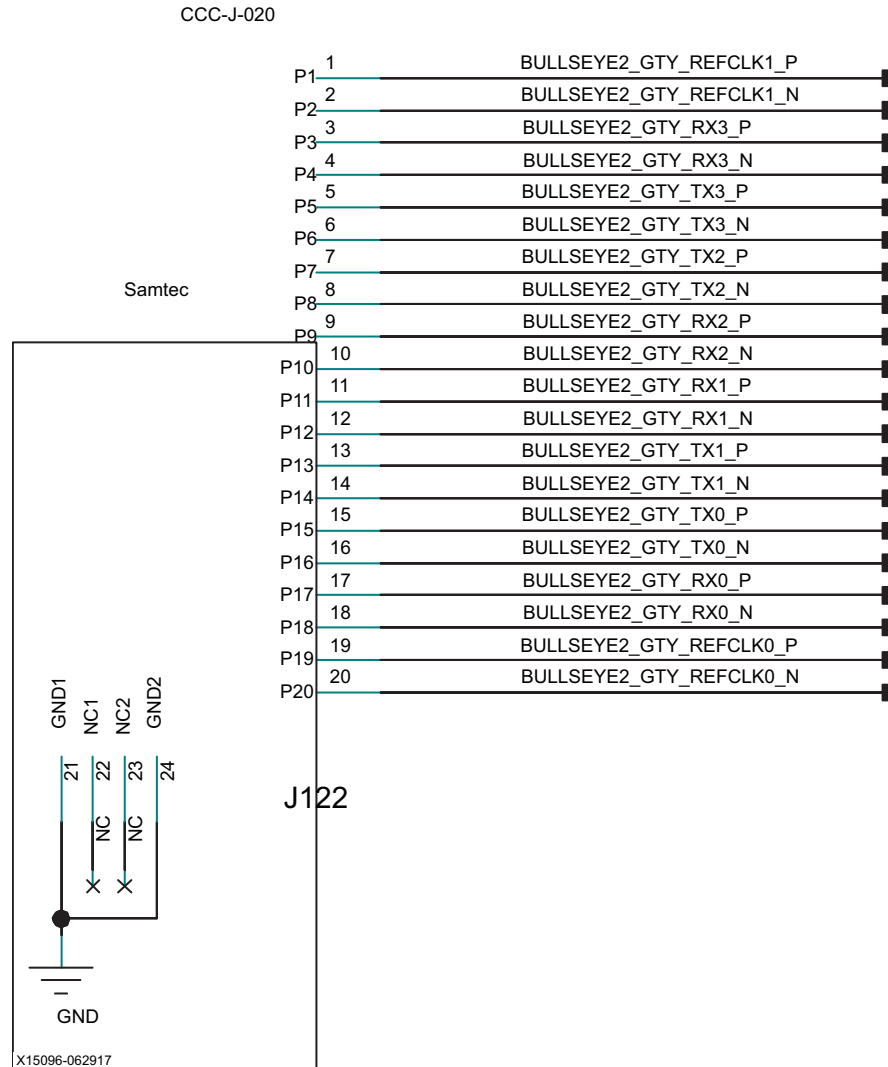 CCC-J-020
P1 1 BULLSEYE2_GTY_REFCLK1_P
P2 2 BULLSEYE2_GTY_REFCLK1_N
P3 3 BULLSEYE2_GTY_RX3_P
P4 4 BULLSEYE2_GTY_RX3_N
P5 5 BULLSEYE2_GTY_TX3_P
P6 6 BULLSEYE2_GTY_TX3_N
P7 7 BULLSEYE2_GTY_TX2_P
Samtec
P8 8 BULLSEYE2_GTY_TX2_N
P9 9 BULLSEYE2_GTY_RX2_P
P10 10 BULLSEYE2_GTY_RX2_N
P11 11 BULLSEYE2_GTY_RX1_P
P12 12 BULLSEYE2_GTY_RX1_N
P13 13 BULLSEYE2_GTY_TX1_P
P14 14 BULLSEYE2_GTY_TX1_N
P15 15 BULLSEYE2_GTY_TX0_P
P16 16 BULLSEYE2_GTY_TX0_N
P17 17 BULLSEYE2_GTY_RX0_P
P18 18 BULLSEYE2_GTY_RX0_N
P19 19 BULLSEYE2_GTY_REFCLK0_P
P20 20 BULLSEYE2_GTY_REFCLK0_N
GND1 NC1 NC2 GND2
21 22 23 24
J122
NC NC
GND
X15096-062917